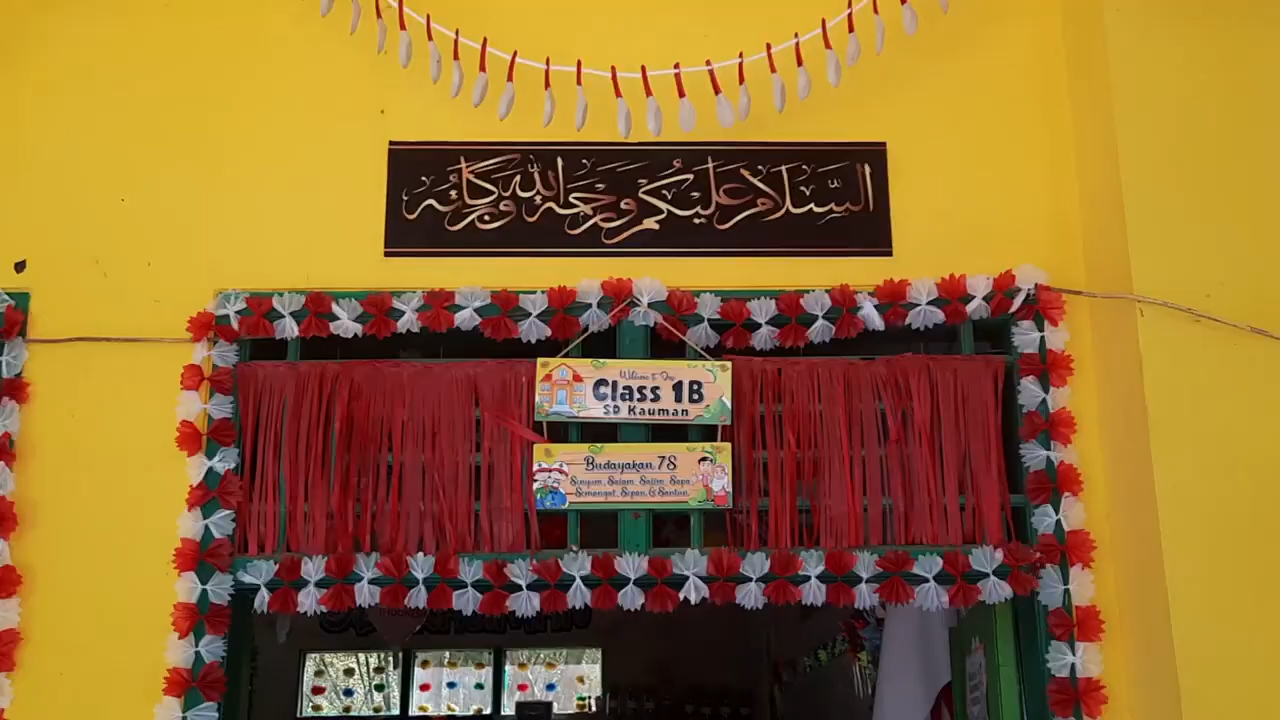 السلام عليكم ورحمة الله وبركاته
Welcome to Our
Class 1B
SD Kauman
Budayakan 7S
Senyum, Salam, Salim, Sapa
Semangat, Sopan & Santun